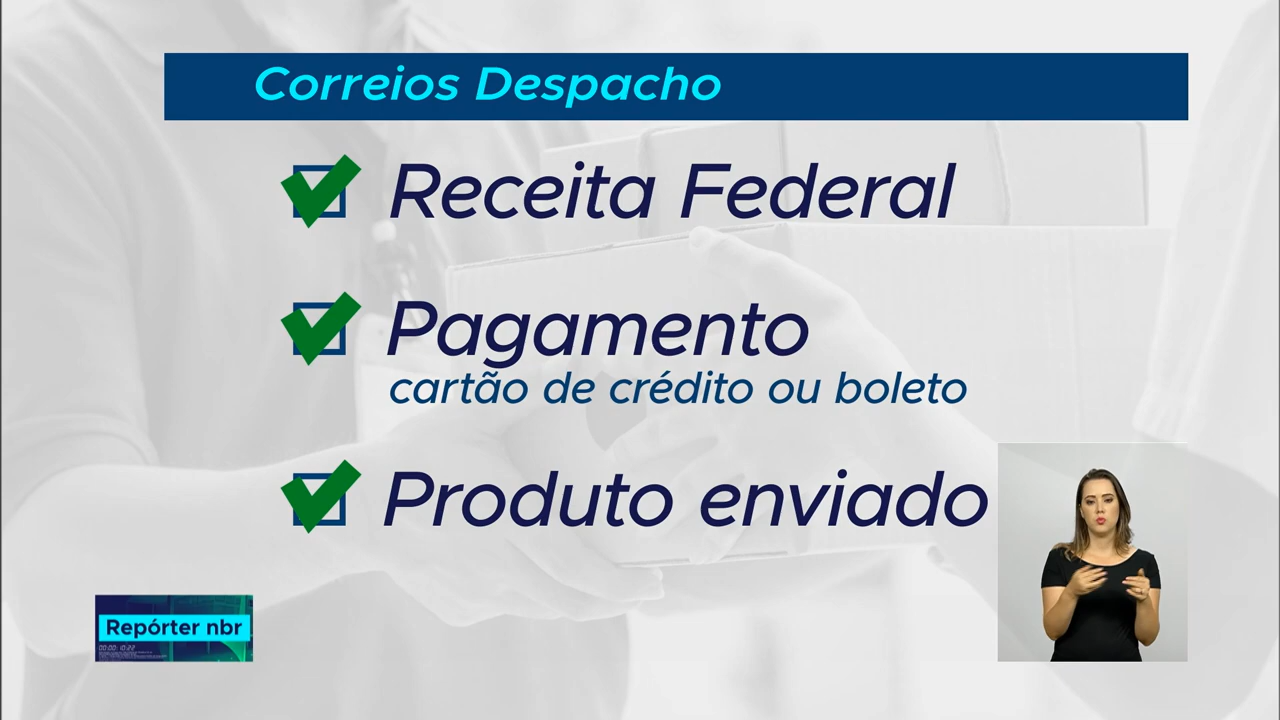 Correios Despacho
Receita Federal
Pagamento
cartão de crédito ou boleto
Produto enviado
Repórter nbr